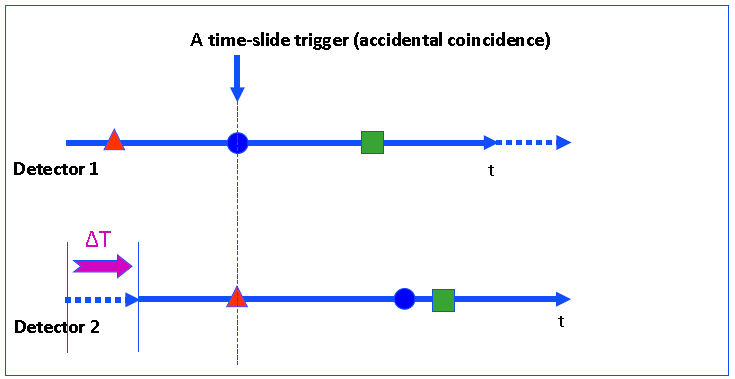 A time-slide trigger (accidental coincidence)
Detector 1
t
ΔT
Detector 2
t